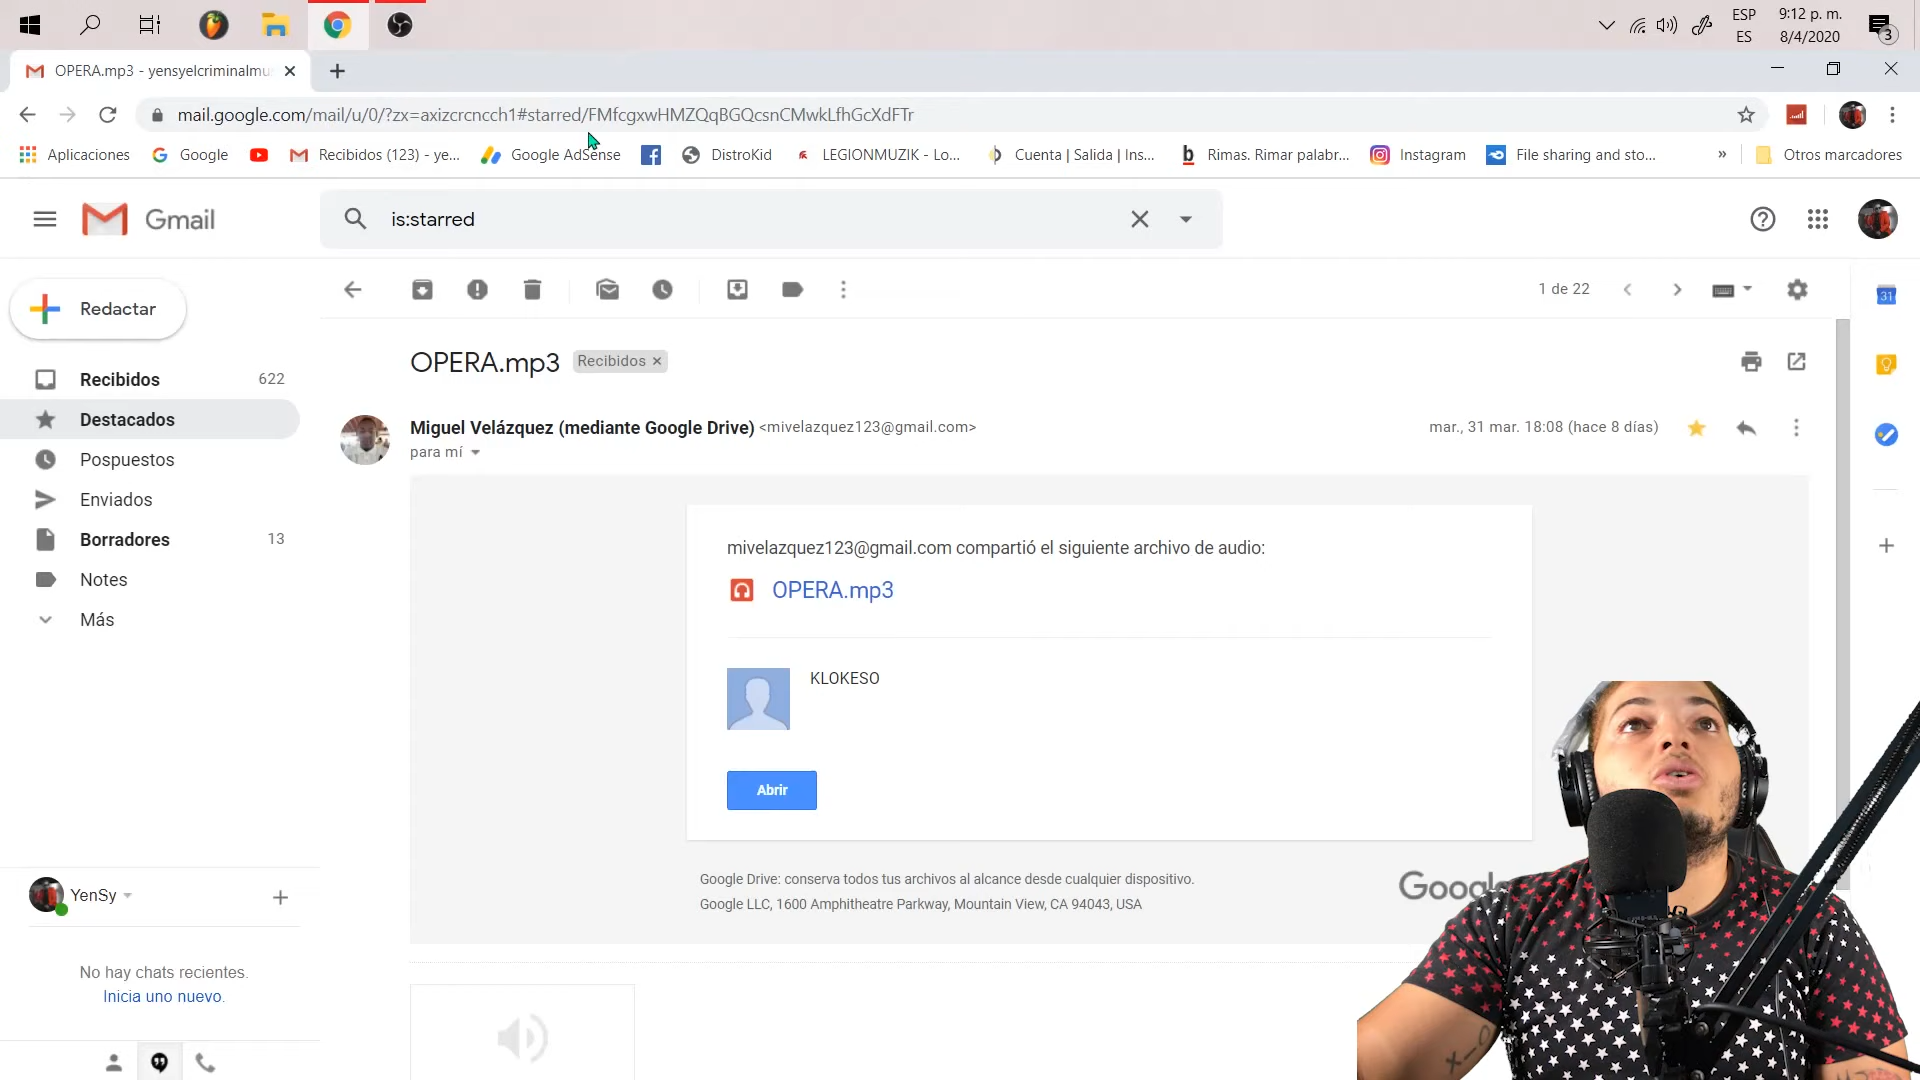 ESP
ES
9:12 p. m.
8/4/2020
3
OPERA.mp3 - yensyelcriminalmu
mail.google.com/mail/u/0/?zx=axizcrcncch1#starred/FMfcgxwHMZQqBGQcsnCMwkLfhGcXdFTr
Aplicaciones
Google
Recibidos (123) - ye...
Google AdSense
DistroKid
LEGIONMUZIK - Lo...
Cuenta | Salida | Ins...
b
Rimas. Rimar palabr...
Instagram
File sharing and sto...
»
Otros marcadores
Gmail
is:starred
Redactar
1 de 22
31
Recibidos 622
Destacados
Pospuestos
Enviados
Borradores 13
Notes
Más
OPERA.mp3
Recibidos
Miguel Velázquez (mediante Google Drive) <mivelazquez123@gmail.com>
mar., 31 mar. 18:08 (hace 8 días)
para mí
mivelazquez123@gmail.com compartió el siguiente archivo de audio:
OPERA.mp3
KLOKESO
Abrir
Google Drive: conserva todos tus archivos al alcance desde cualquier dispositivo.
Google LLC, 1600 Amphitheatre Parkway, Mountain View, CA 94043, USA
Google
YenSy
No hay chats recientes.
Inicia uno nuevo.